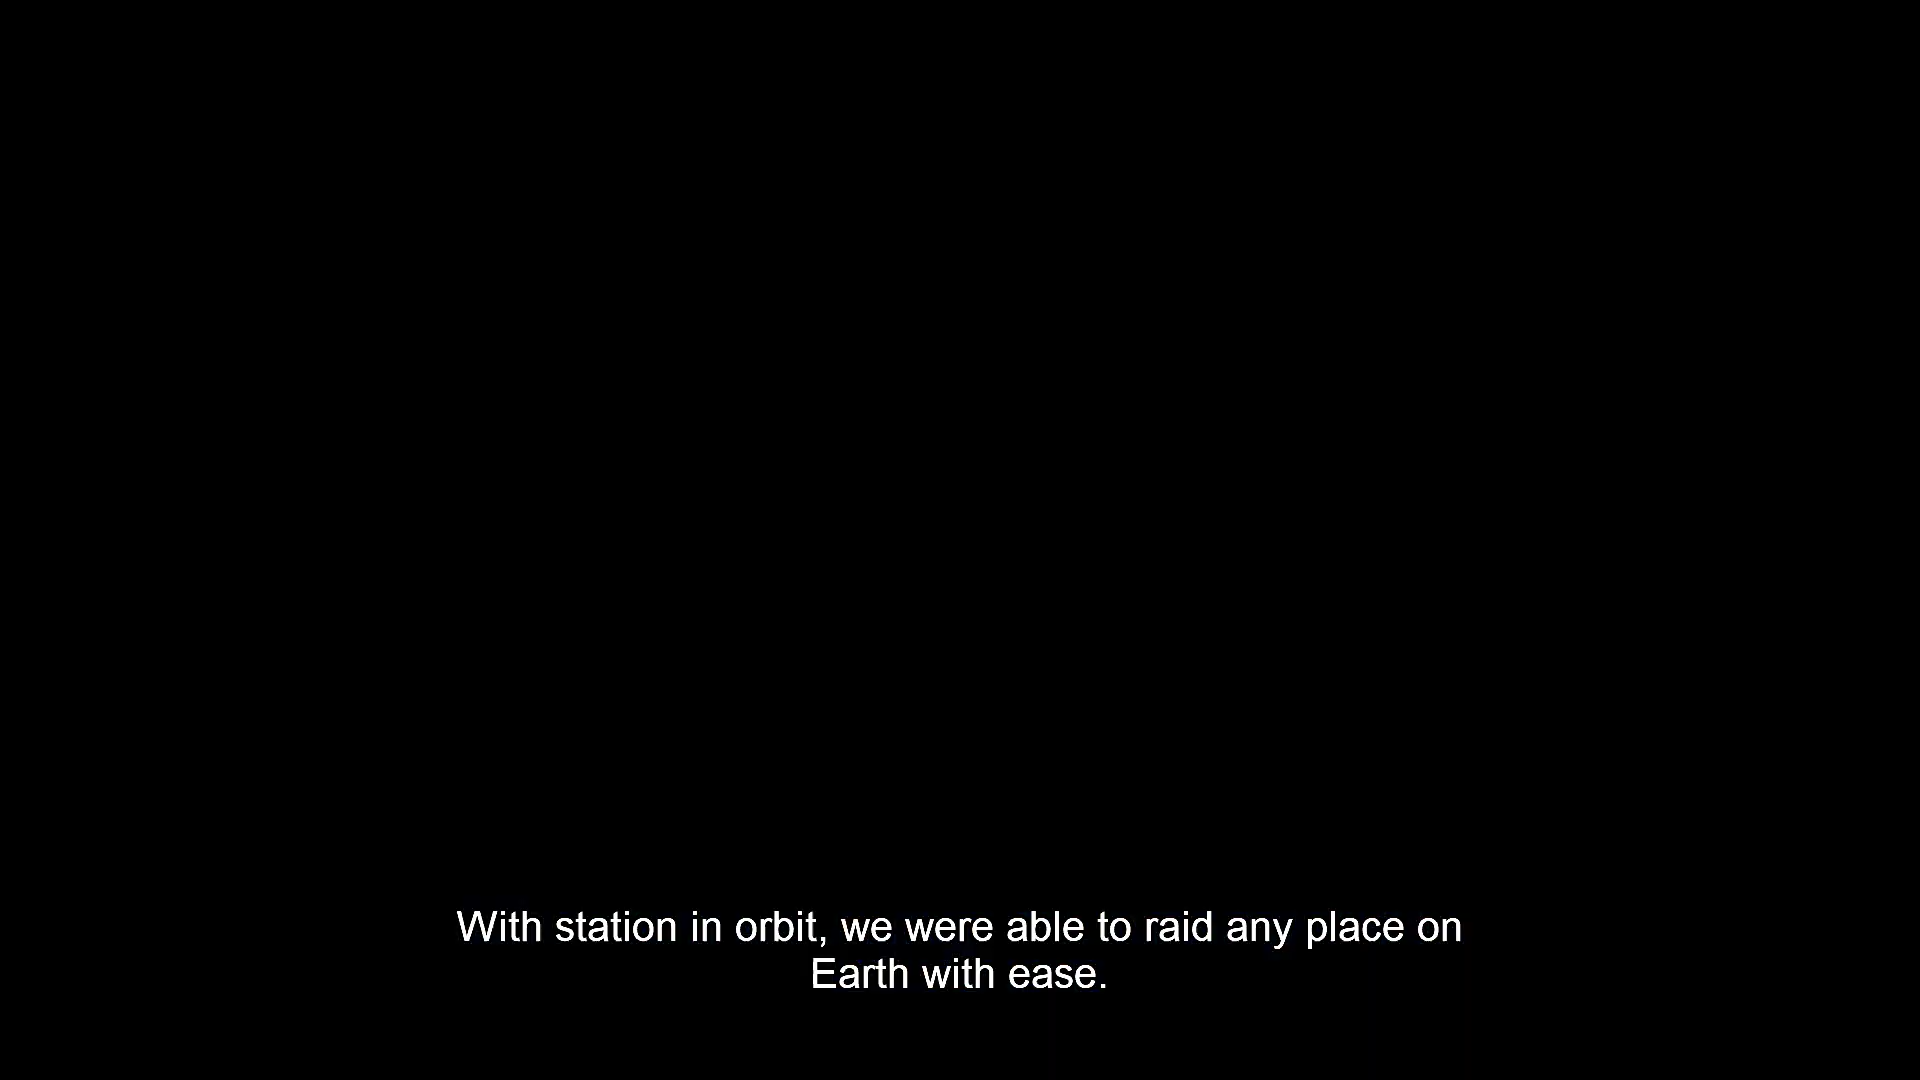 With station in orbit, we were able to raid any place on
Earth with ease.